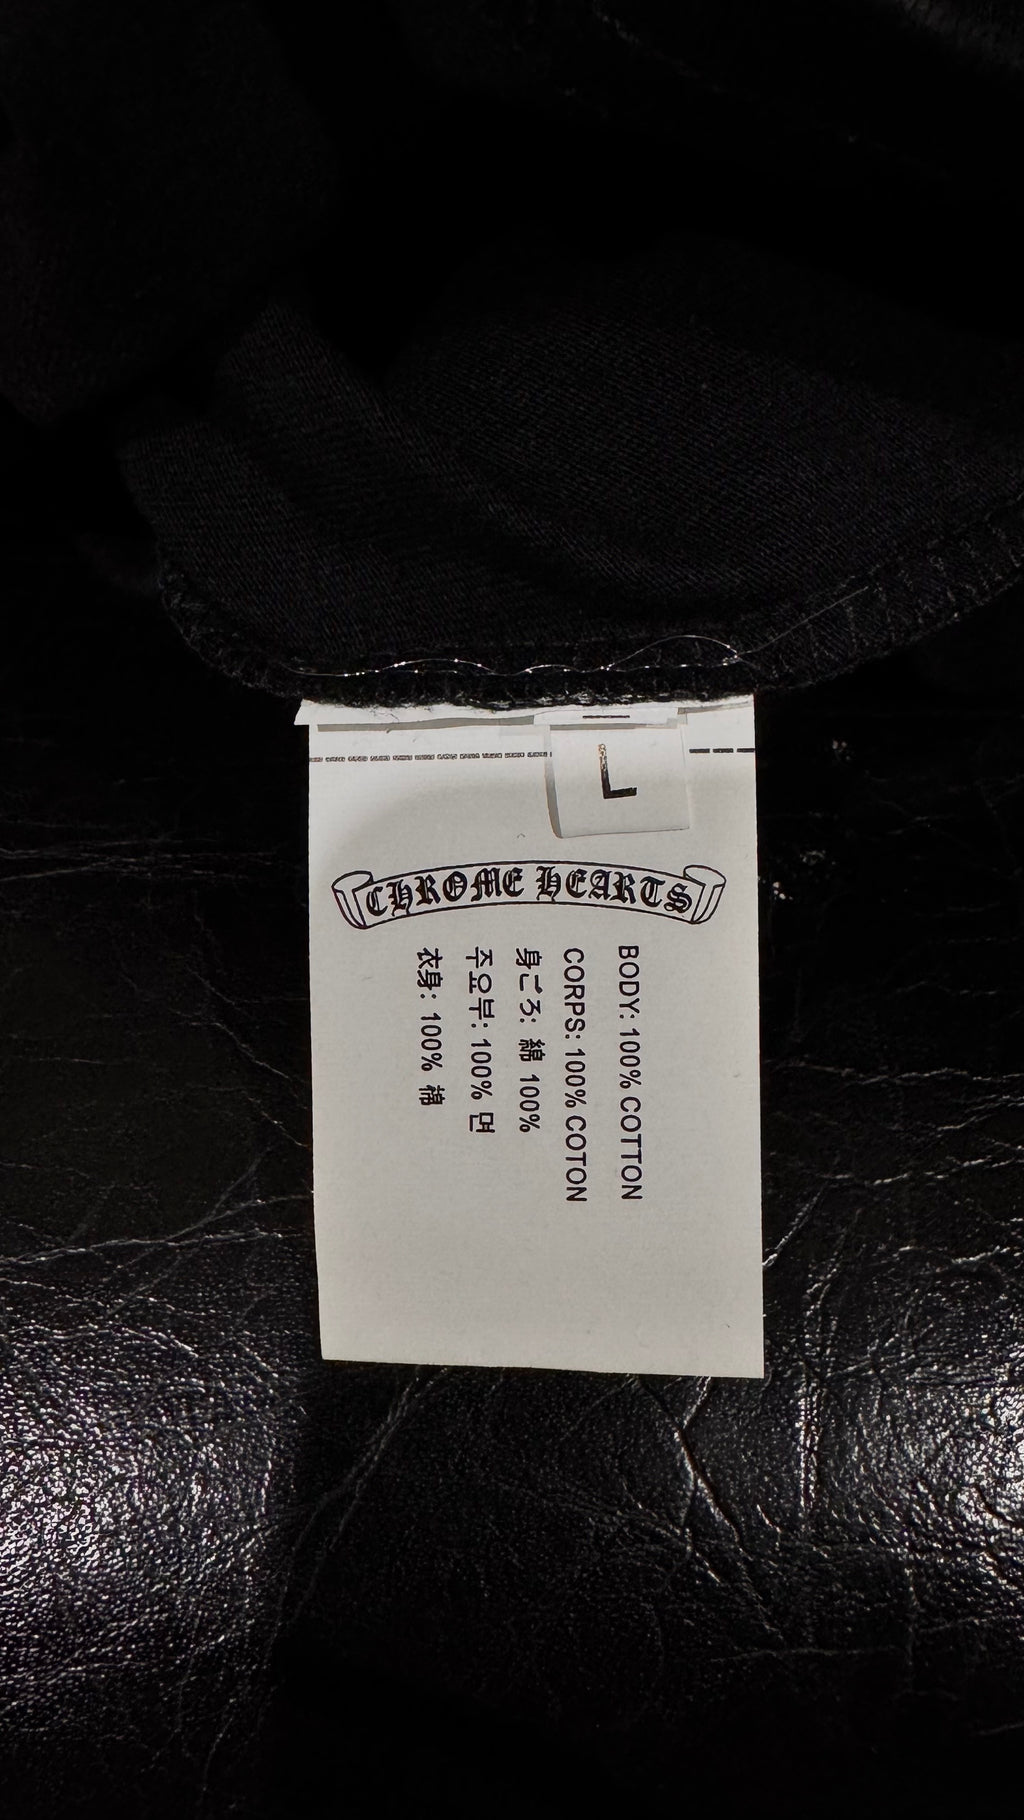 L
CHROME HEARTS
BODY: 100% COTTON
CORPS: 100% COTON
身ごろ: 綿 100%
주요부: 100% 면
衣身: 100% 棉